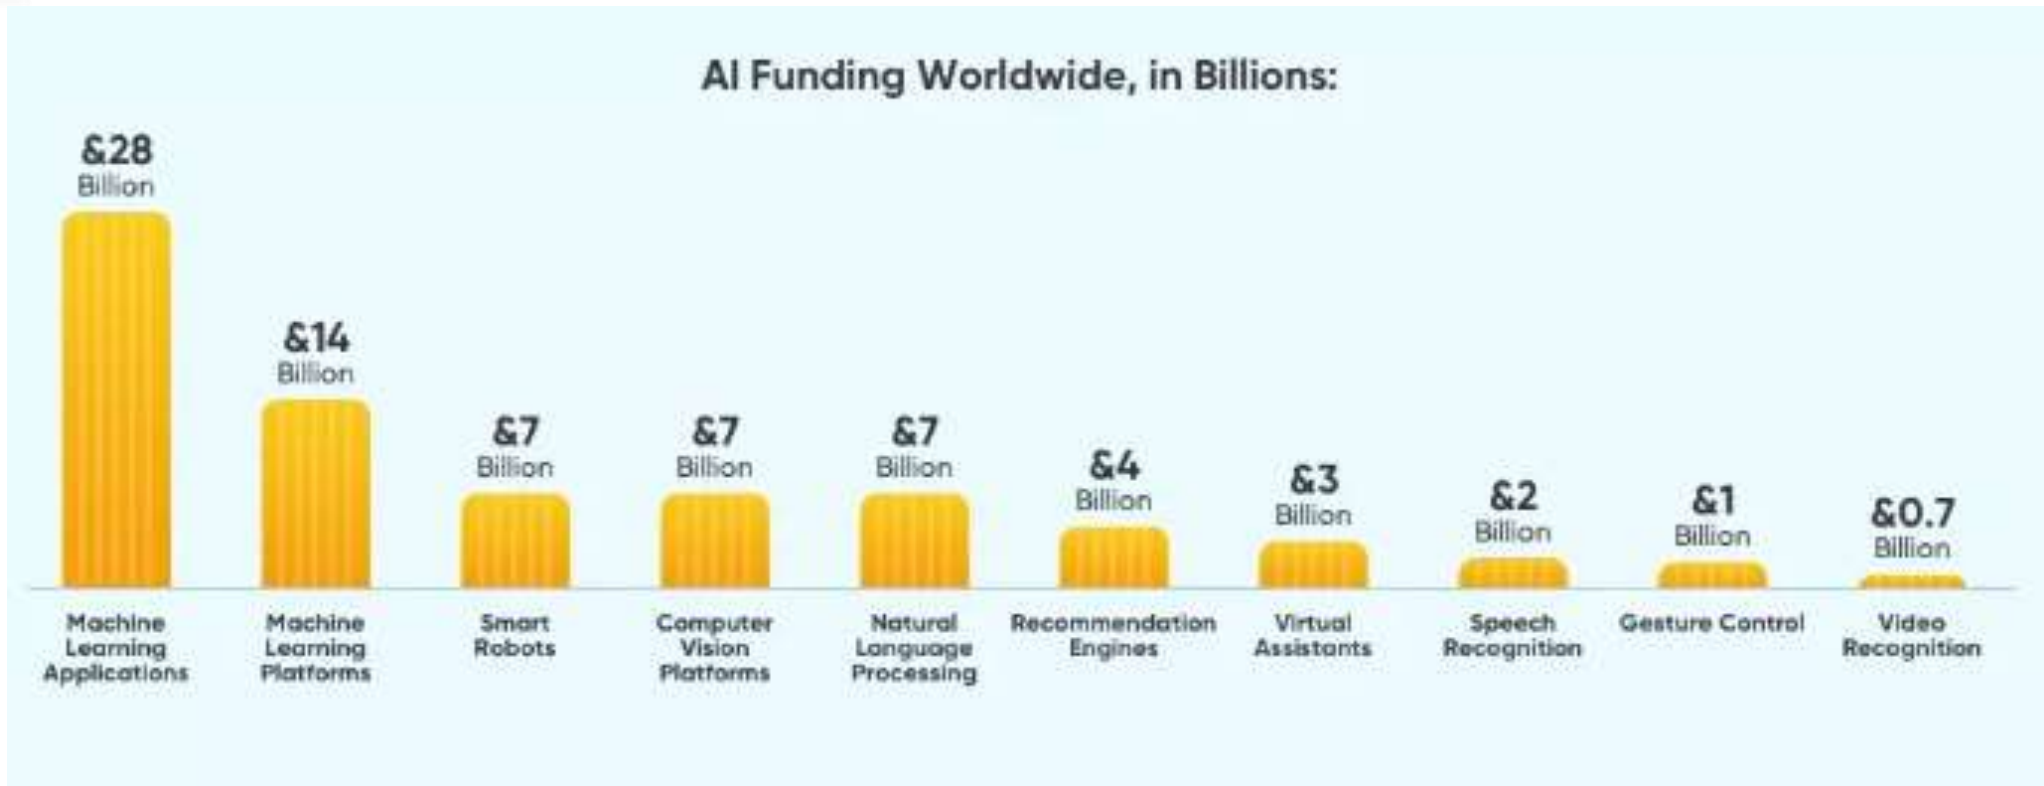 AI Funding Worldwide, in Billions:
&28
Billion
&14
Billion
&7
Billion
&7
Billion
&7
Billion
&4
Billion
&3
Billion
&2
Billion
&1
Billion
&0.7
Billion
Machine
Learning
Applications
Machine
Learning
Platforms
Smart
Robots
Computer
Vision
Platforms
Natural
Language
Processing
Recommendation
Engines
Virtual
Assistants
Speech
Recognition
Gesture Control
Video
Recognition